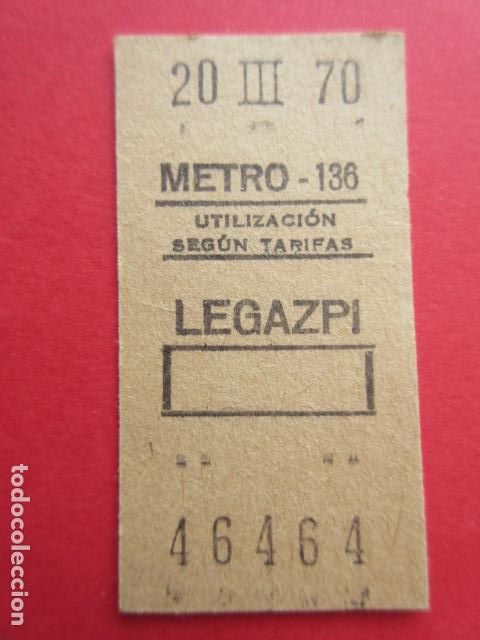 20 III 70
METRO - 136
UTILIZACIÓN
SEGÚN TARIFAS
LEGAZPI
46464
todocoleccion